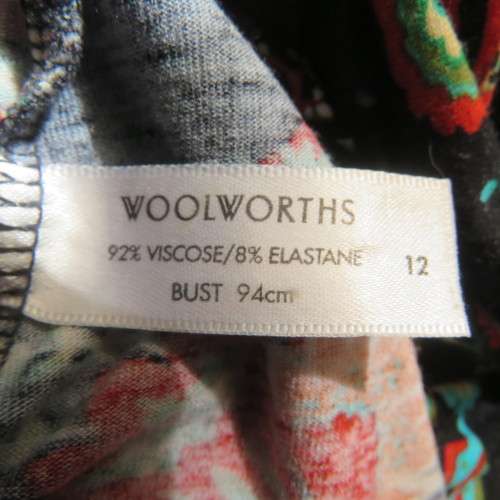 WOOLWORTHS
92% VISCOSE/8% ELASTANE 12
BUST 94cm